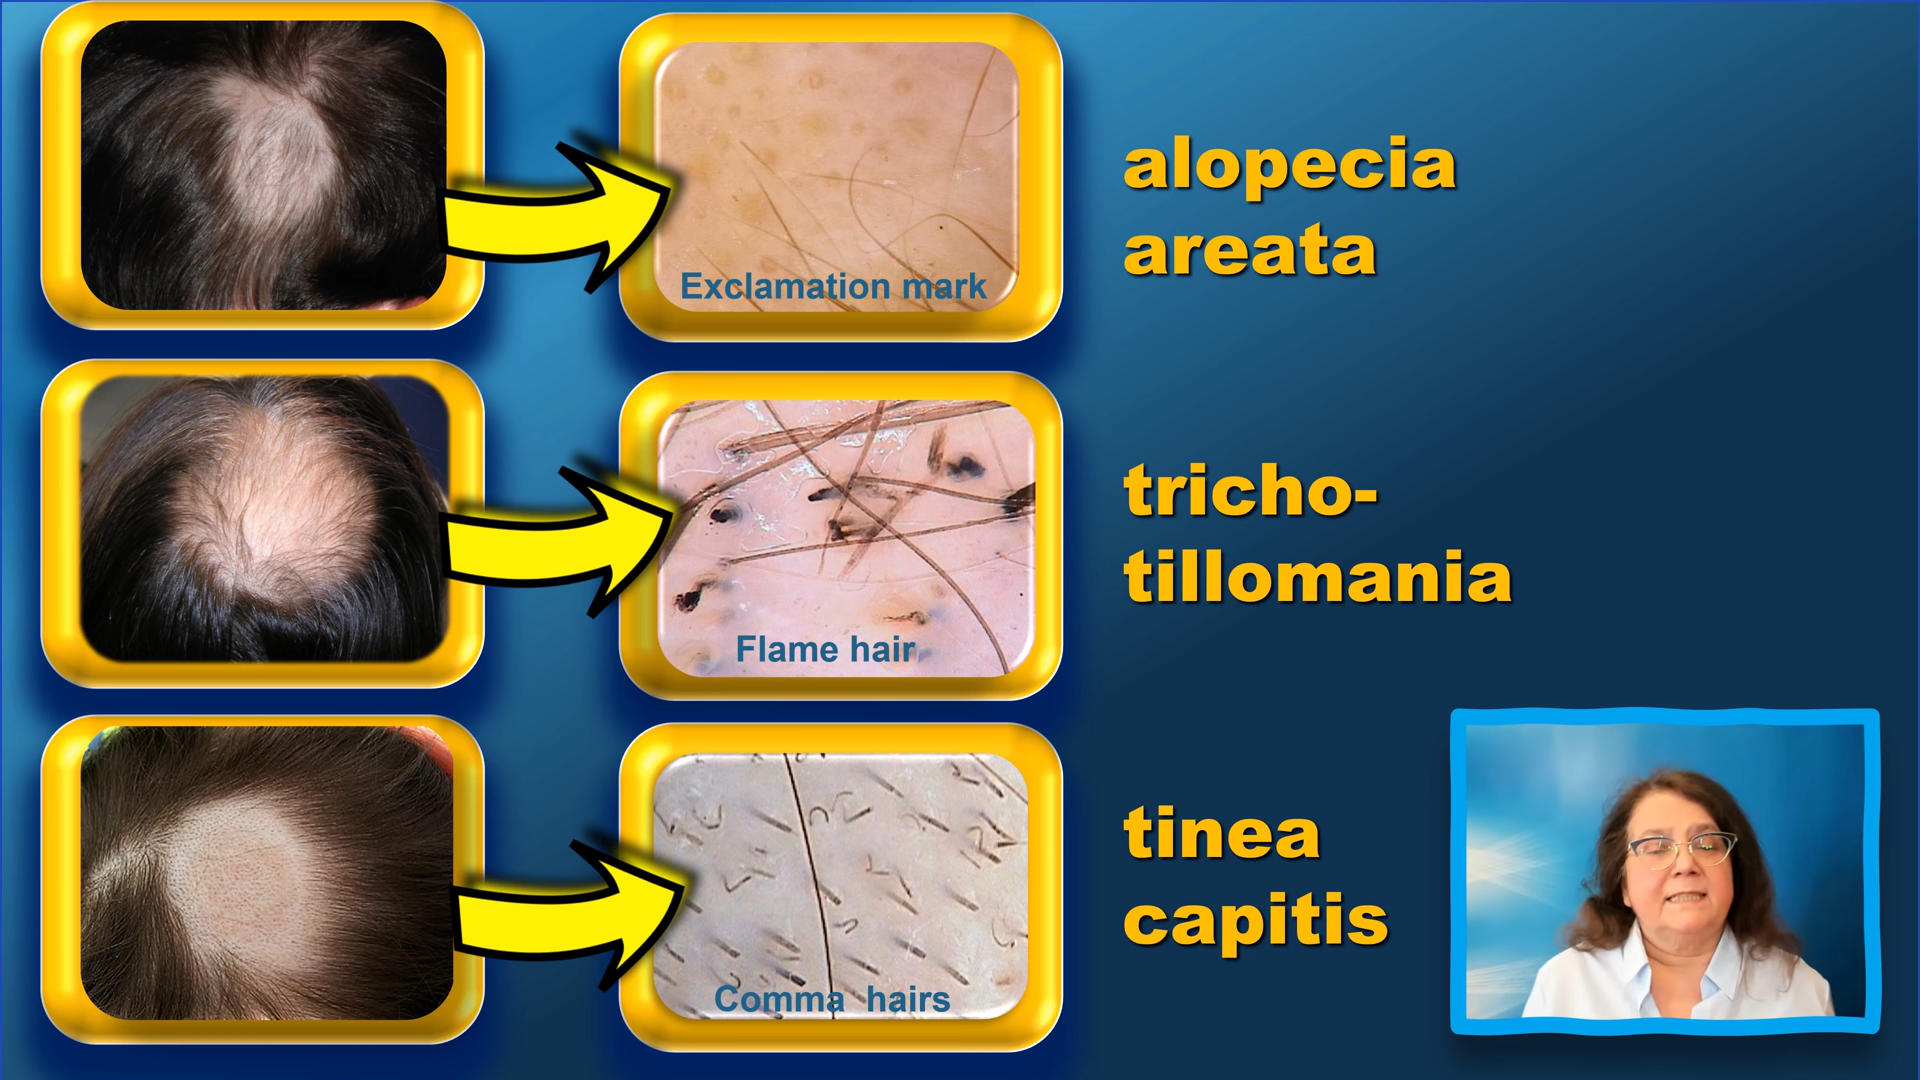 Exclamation mark
alopecia
areata
Flame hair
tricho-
tillomania
Comma hairs
tinea
capitis